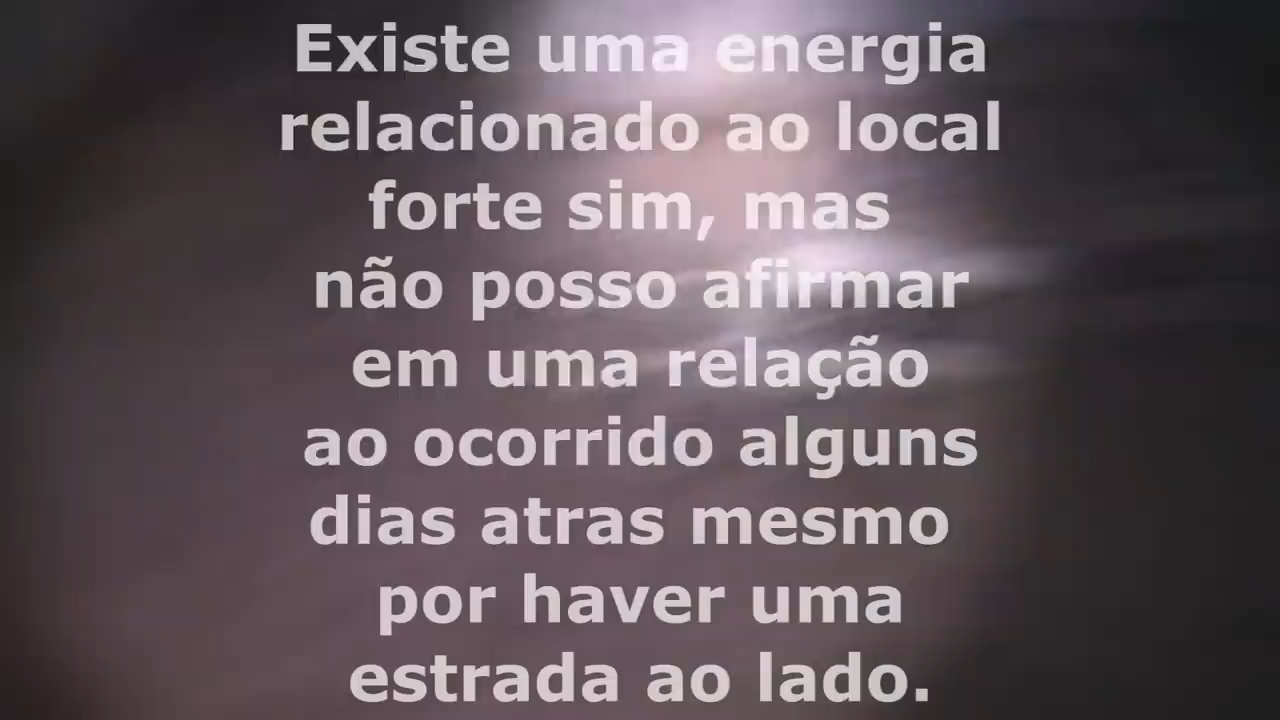 Existe uma energia
relacionado ao local
forte sim, mas
não posso afirmar
em uma relação
ao ocorrido alguns
dias atras mesmo
por haver uma
estrada ao lado.